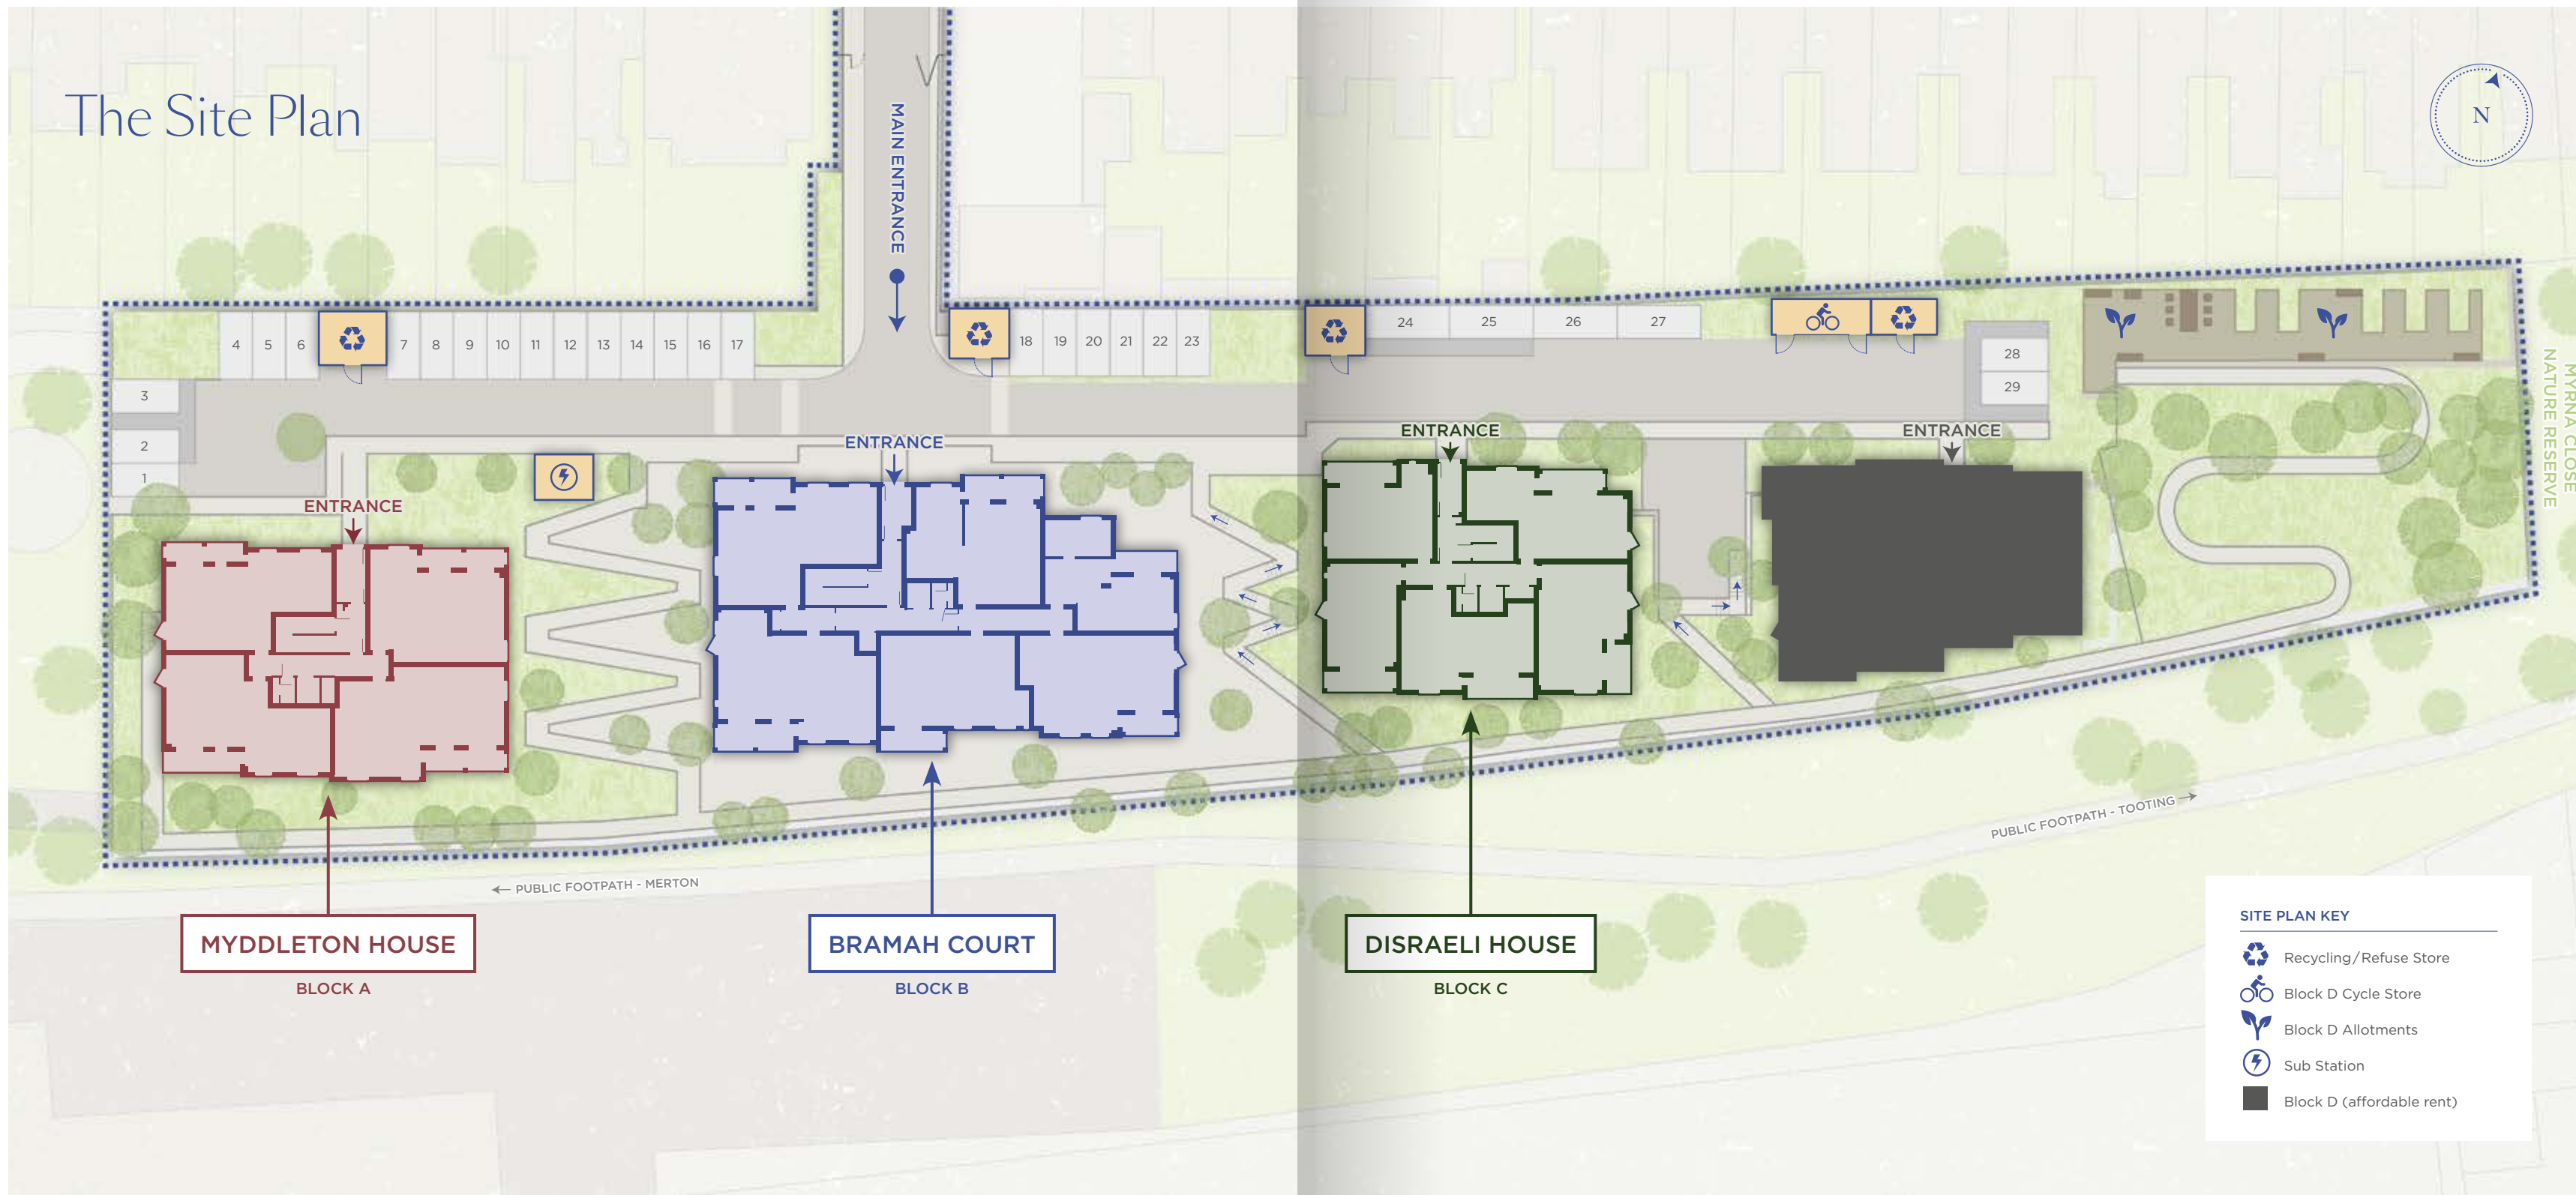 The Site Plan
MAIN ENTRANCE
N
4 5 6 7 8 9 10 11 12 13 14 15 16 17
18 19 20 21 22 23
24 25 26 27
28
29
3
2
1
ENTRANCE
ENTRANCE
ENTRANCE
ENTRANCE
MYRNA CLOSE
NATURE RESERVE
PUBLIC FOOTPATH - TOOTING
PUBLIC FOOTPATH - MERTON
MYDDLETON HOUSE
BLOCK A
BRAMAH COURT
BLOCK B
DISRAELI HOUSE
BLOCK C
SITE PLAN KEY
Recycling/Refuse Store
Block D Cycle Store
Block D Allotments
Sub Station
Block D (affordable rent)